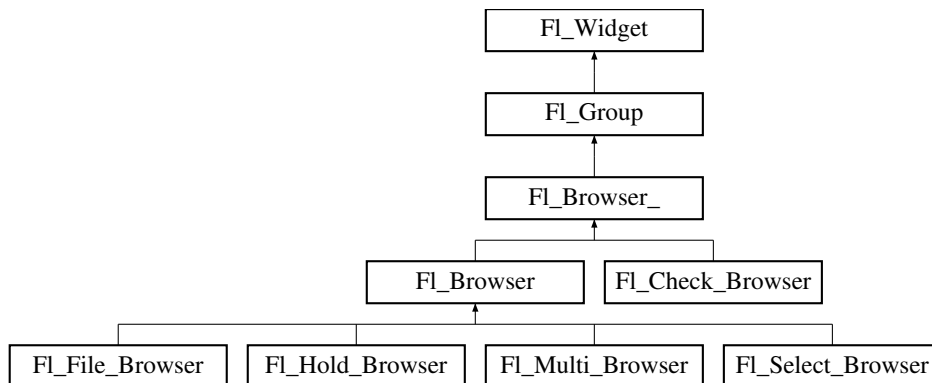 Fl_Widget
Fl_Group
Fl_Browser_
Fl_Browser
Fl_Check_Browser
Fl_File_Browser
Fl_Hold_Browser
Fl_Multi_Browser
Fl_Select_Browser